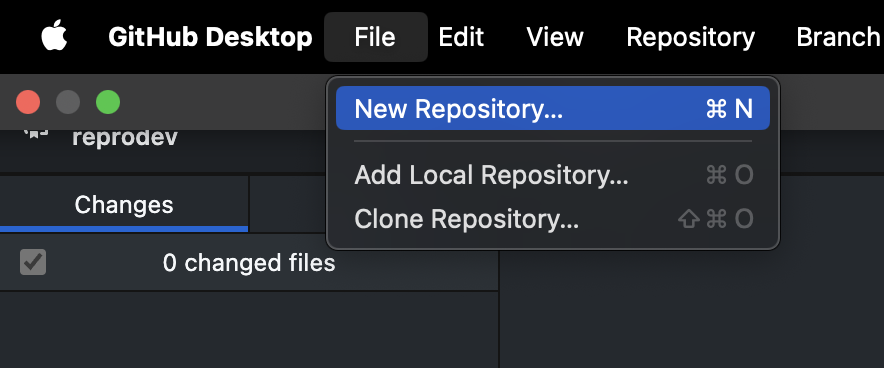 GitHub Desktop File Edit View Repository Branch
New Repository... ⌘ N
reprodev
Add Local Repository... ⌘ O
Changes
Clone Repository... ⇧ ⌘ O
0 changed files